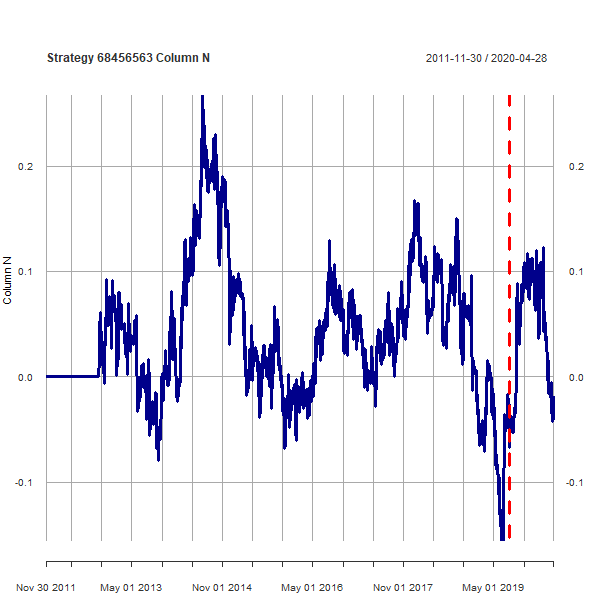 Strategy 68456563 Column N
2011-11-30 / 2020-04-28
Column N
0.2 0.2
0.1 0.1
0.0 0.0
-0.1 -0.1
Nov 30 2011 May 01 2013 Nov 01 2014 May 01 2016 Nov 01 2017 May 01 2019